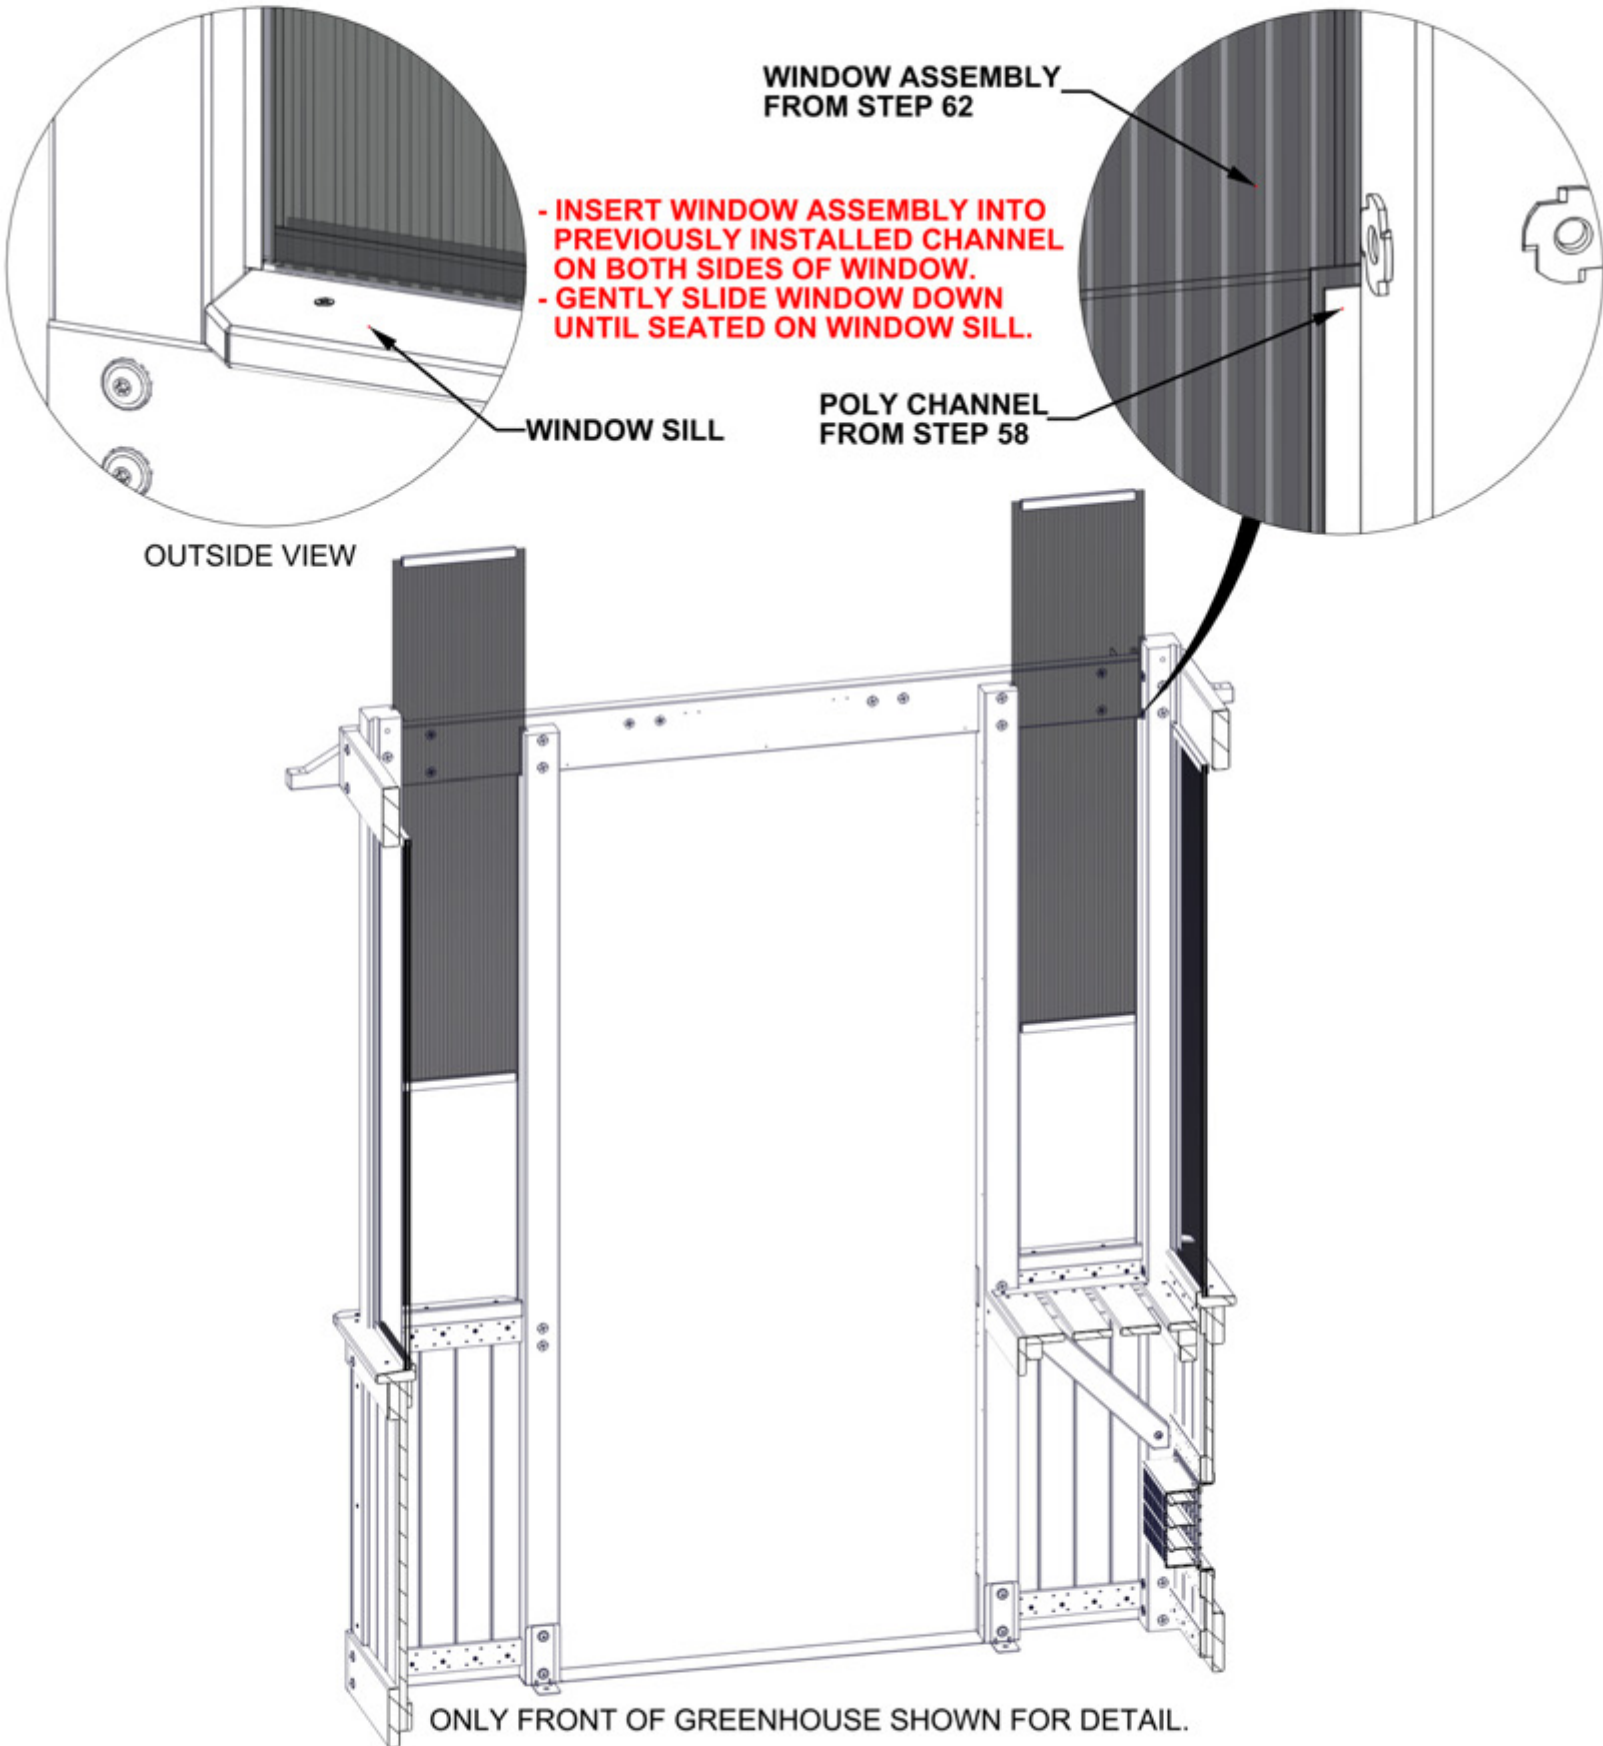 WINDOW ASSEMBLY
FROM STEP 62
- INSERT WINDOW ASSEMBLY INTO
PREVIOUSLY INSTALLED CHANNEL
ON BOTH SIDES OF WINDOW.
- GENTLY SLIDE WINDOW DOWN
UNTIL SEATED ON WINDOW SILL.
POLY CHANNEL
FROM STEP 58
WINDOW SILL
OUTSIDE VIEW
ONLY FRONT OF GREENHOUSE SHOWN FOR DETAIL.